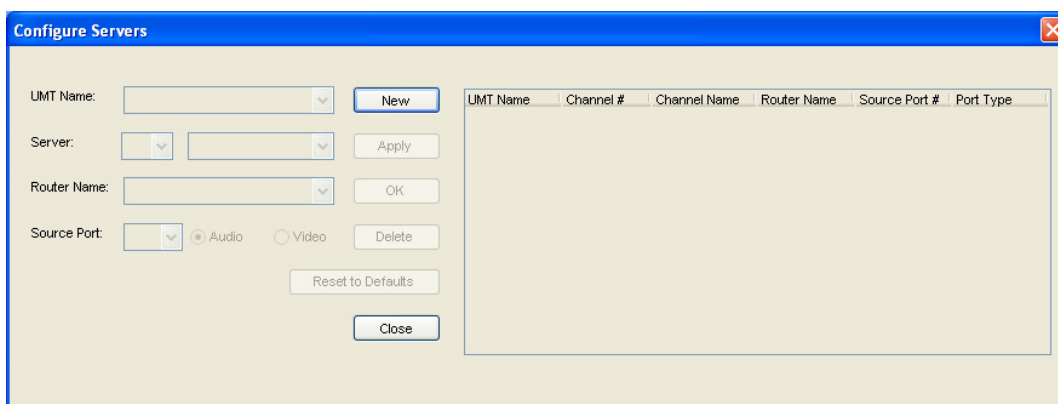 Configure Servers
UMT Name:
New
Server:
Apply
Router Name:
OK
Source Port:
Audio
Video
Delete
Reset to Defaults
Close
UMT Name Channel # Channel Name Router Name Source Port # Port Type